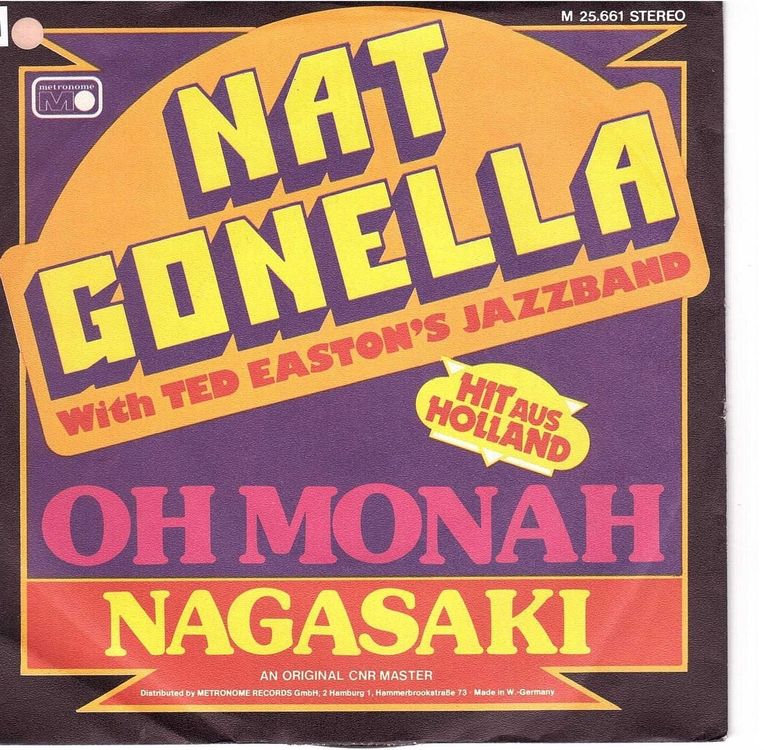 M 25.661 STEREO
metronome
M
NAT
GONELLA
With TED EASTON'S JAZZBAND
HIT AUS
HOLLAND
OH MONAH
NAGASAKI
AN ORIGINAL CNR MASTER
Distributed by METRONOME RECORDS GmbH, 2 Hamburg 1, Hammerbrookstraße 73 · Made in W.-Germany